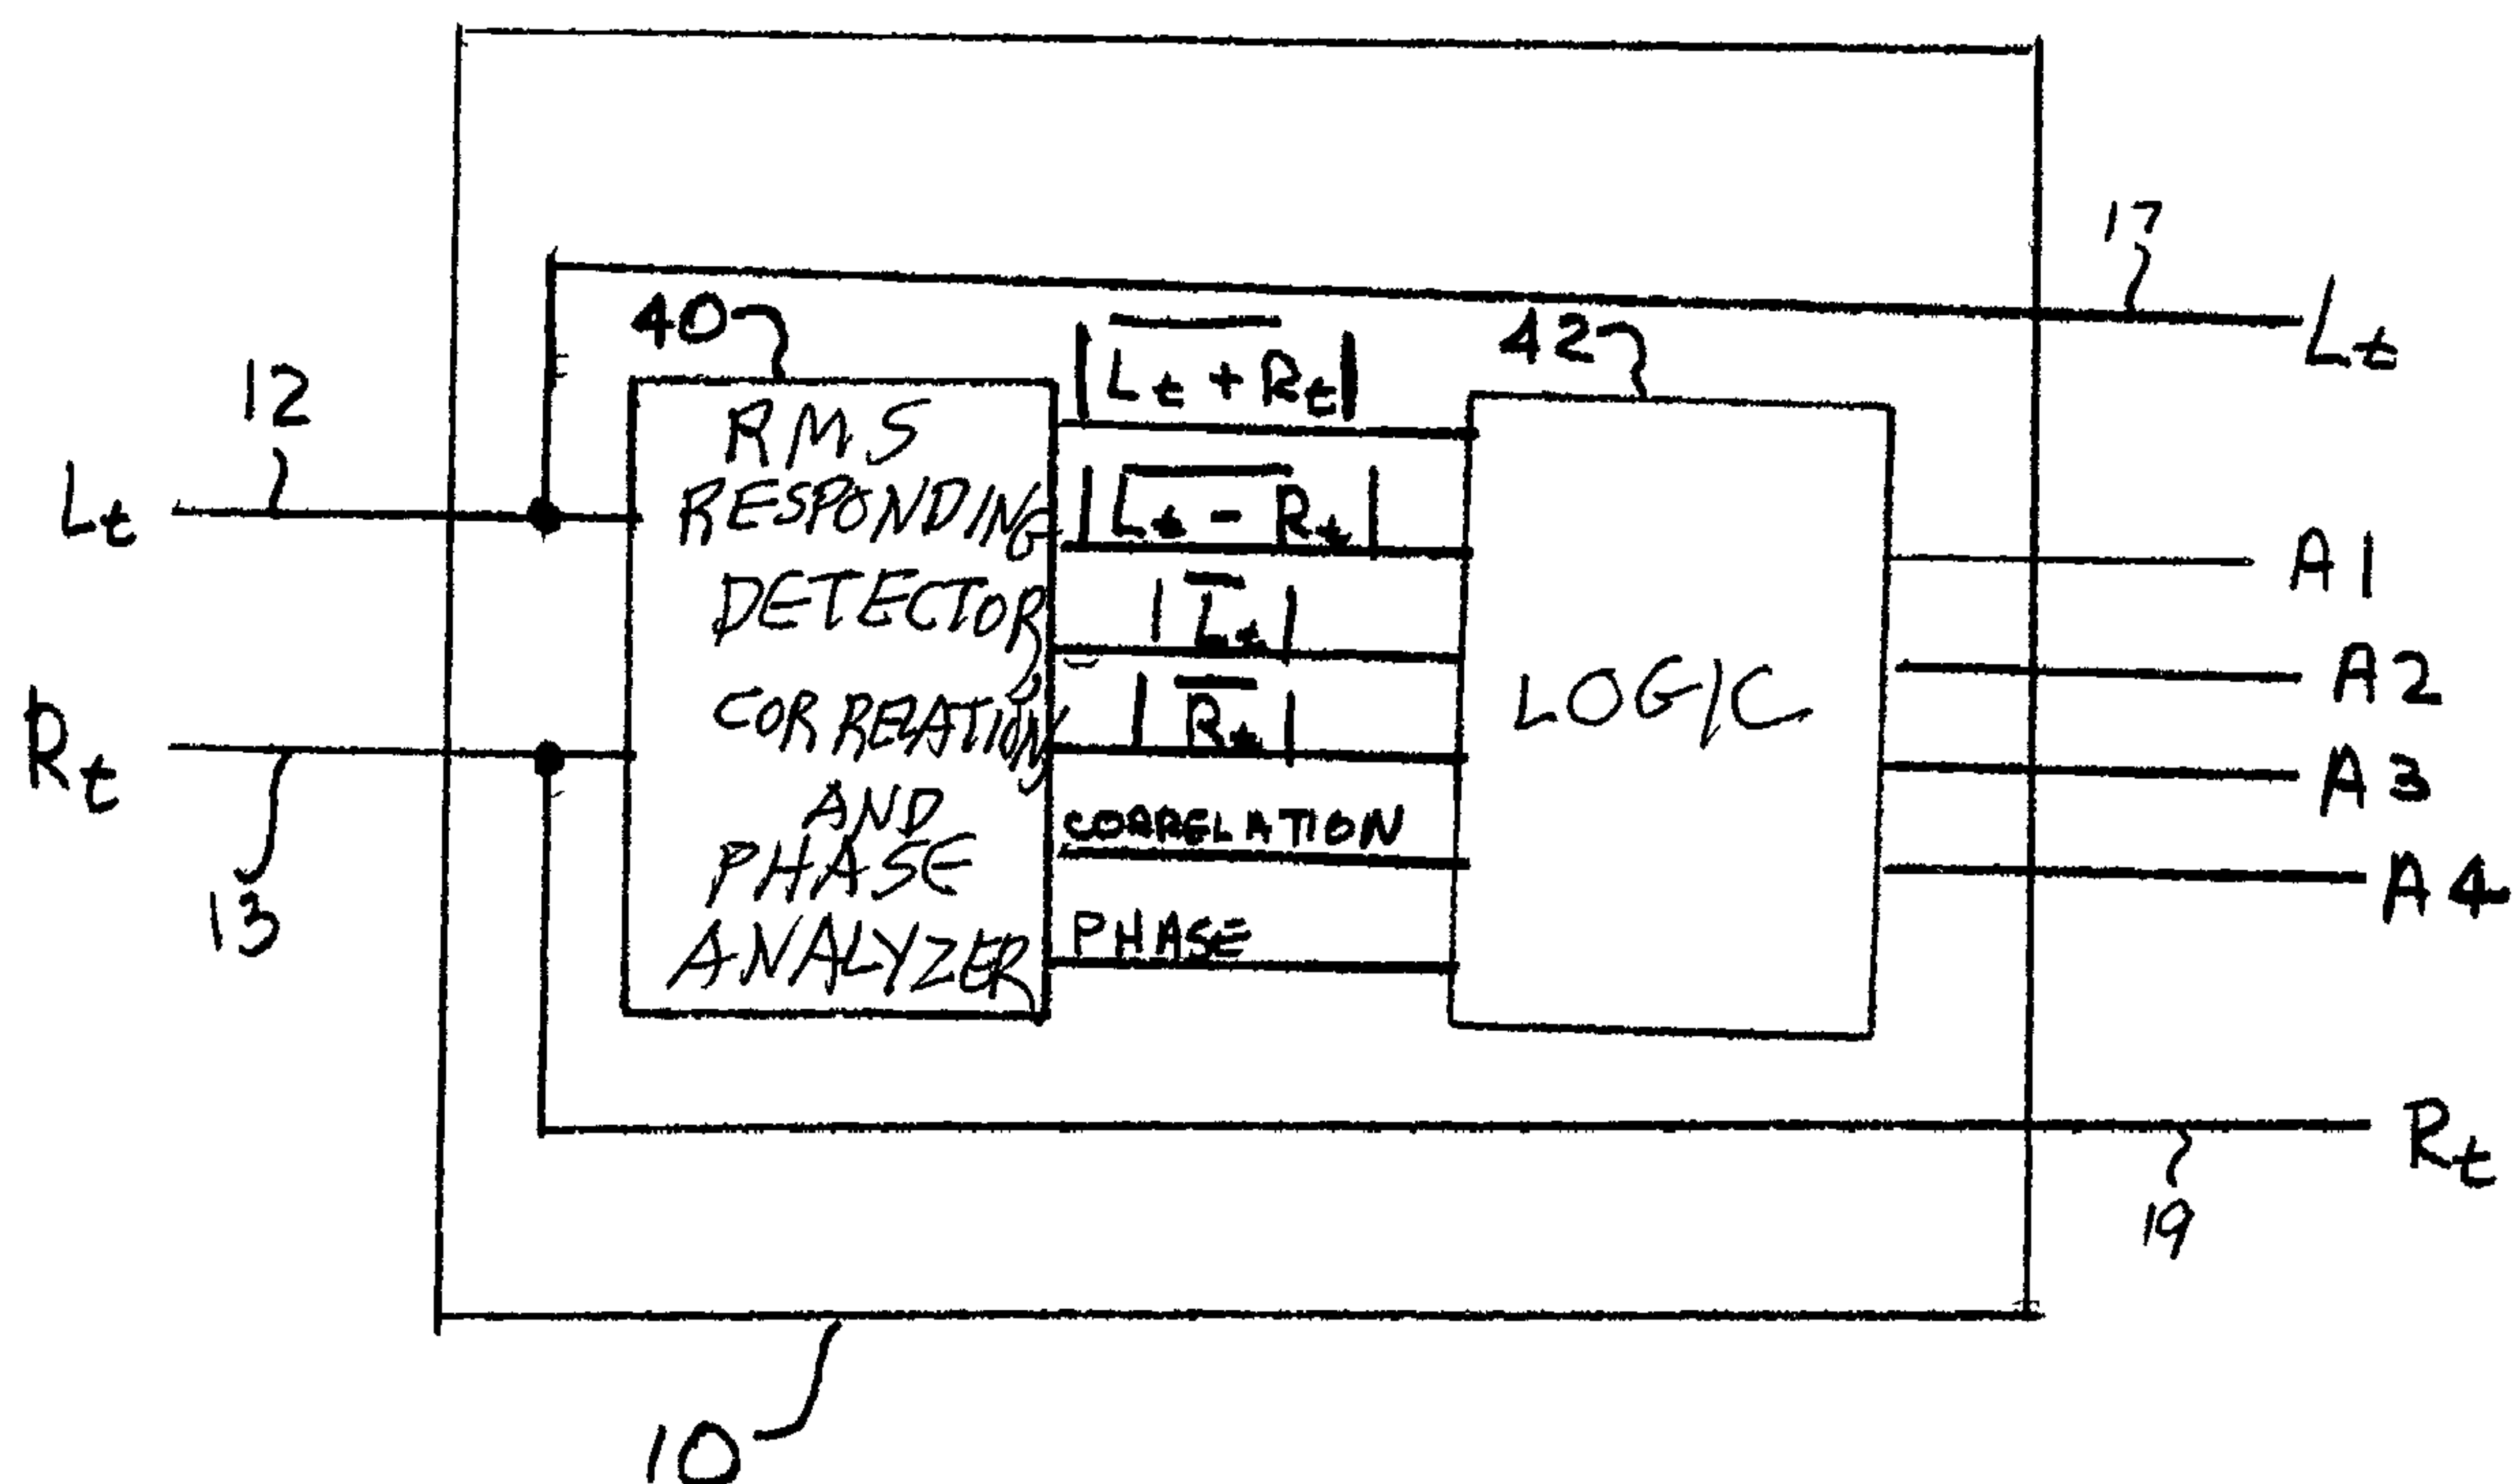 17
Lt
40
|Lt + Rt|
42
12
Lt
RMS
RESPONDING
DETECTOR,
CORRELATION,
AND
PHASE
ANALYZER
|Lt - Rt|
|Lt|
|Rt|
CORRELATION
PHASE
LOGIC
A1
A2
A3
A4
Rt
13
Rt
19
10